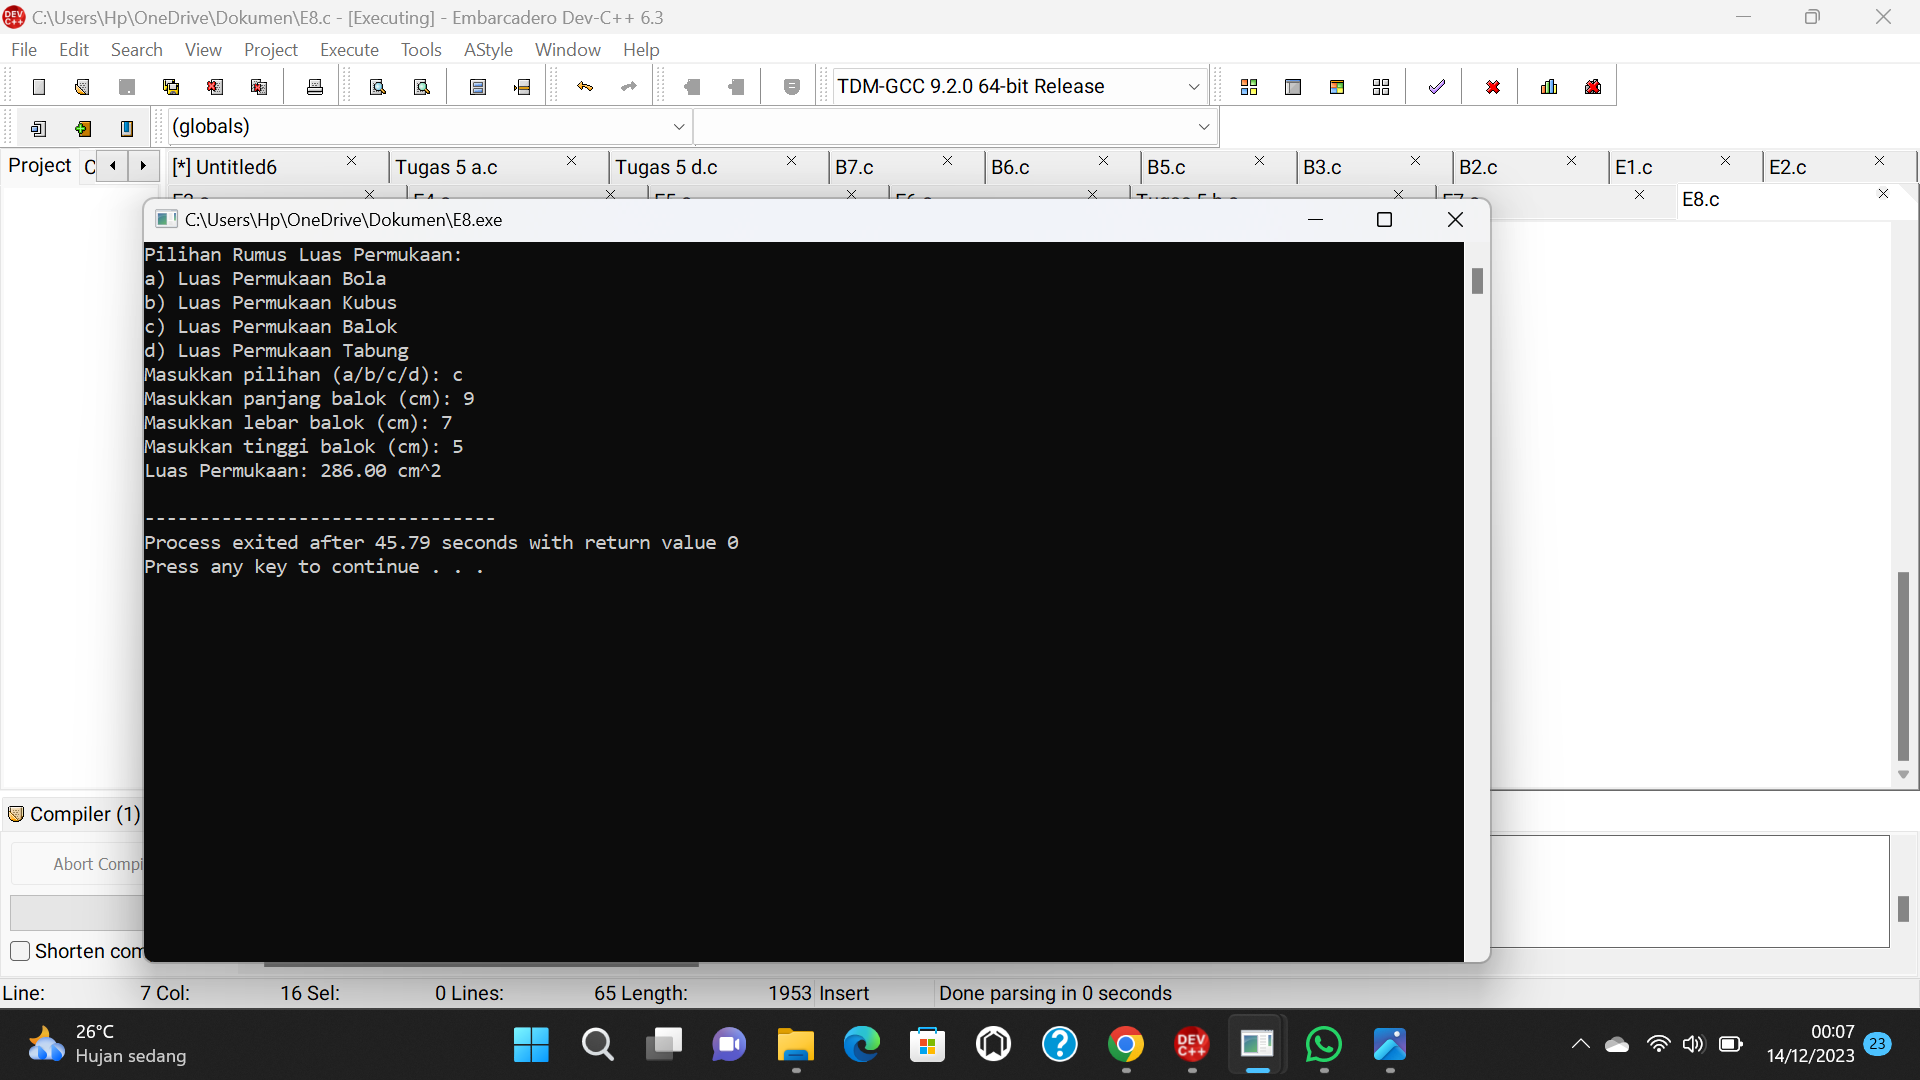 C:\Users\Hp\OneDrive\Dokumen\E8.c - [Executing] - Embarcadero Dev-C++ 6.3
File Edit Search View Project Execute Tools AStyle Window Help
TDM-GCC 9.2.0 64-bit Release
(globals)
Project C [*] Untitled6 Tugas 5 a.c Tugas 5 d.c B7.c B6.c B5.c B3.c B2.c E1.c E2.c
E8.c
C:\Users\Hp\OneDrive\Dokumen\E8.exe
Pilihan Rumus Luas Permukaan:
a) Luas Permukaan Bola
b) Luas Permukaan Kubus
c) Luas Permukaan Balok
d) Luas Permukaan Tabung
Masukkan pilihan (a/b/c/d): c
Masukkan panjang balok (cm): 9
Masukkan lebar balok (cm): 7
Masukkan tinggi balok (cm): 5
Luas Permukaan: 286.00 cm^2
--------------------------------
Process exited after 45.79 seconds with return value 0
Press any key to continue . . .
Compiler (1)
Abort Compi
Shorten com
Line: 7 Col: 16 Sel: 0 Lines: 65 Length: 1953 Insert Done parsing in 0 seconds
26°C
Hujan sedang
DEV C++
00:07
14/12/2023
23